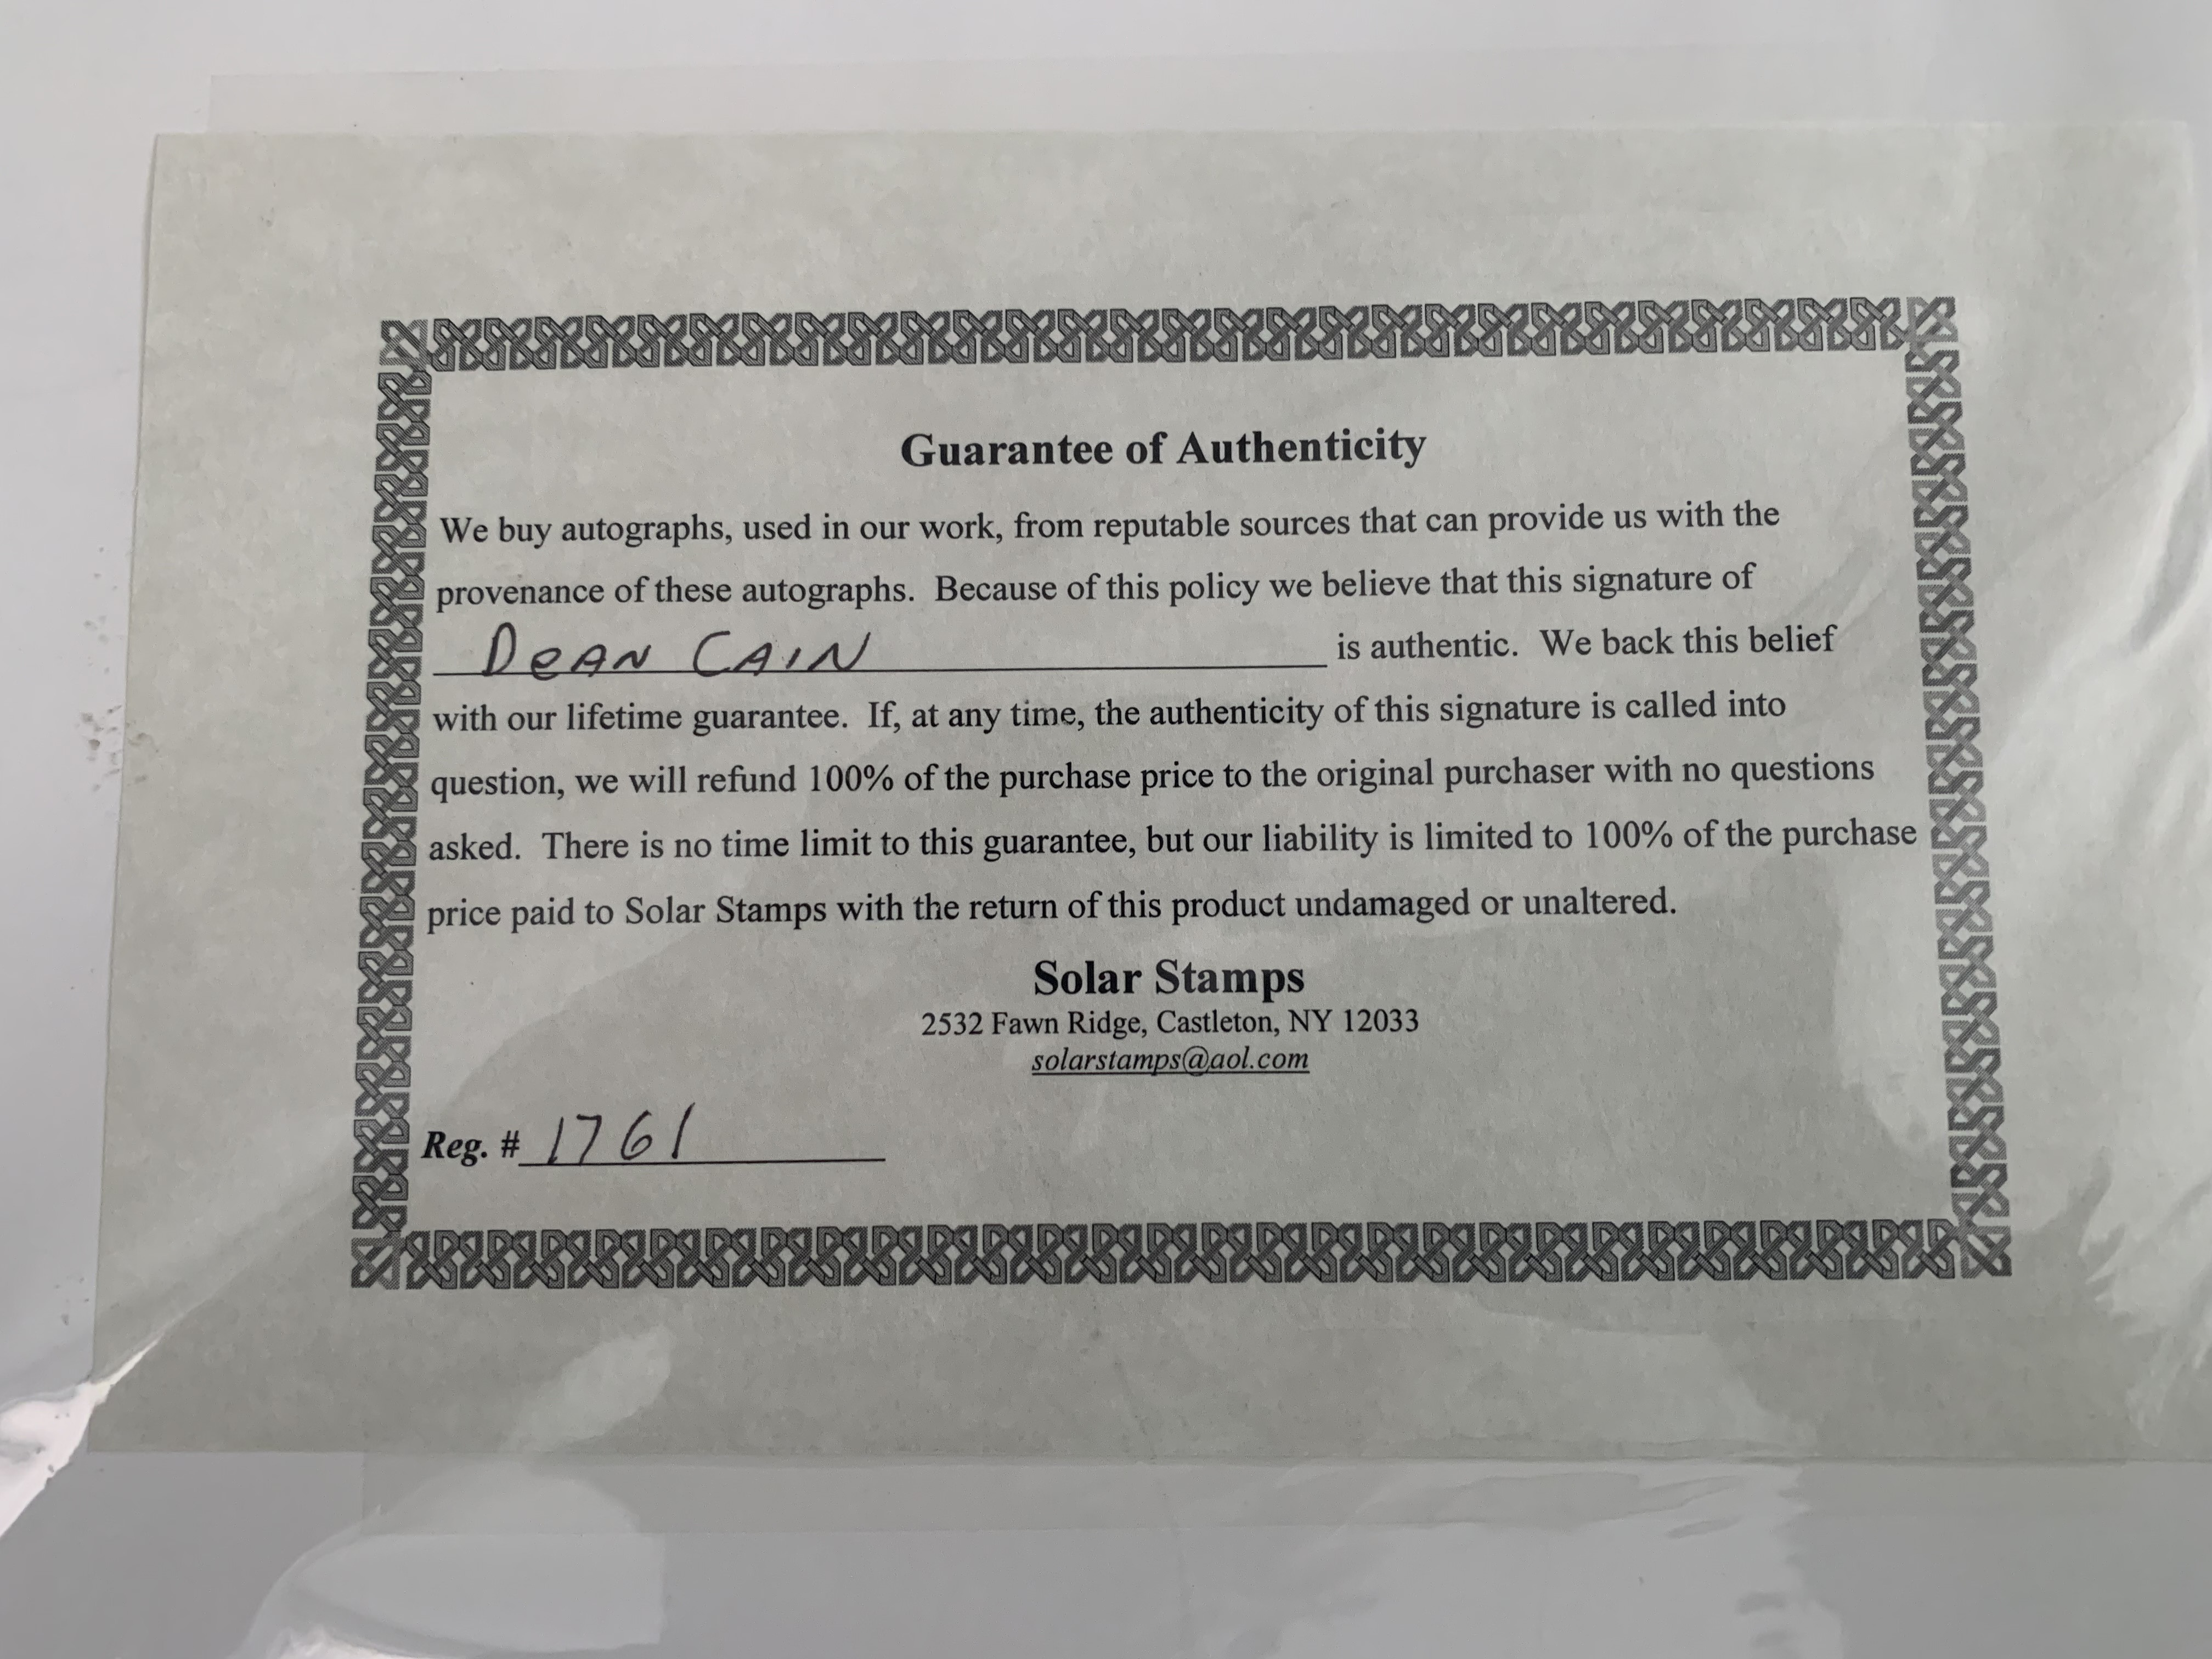 Guarantee of Authenticity
We buy autographs, used in our work, from reputable sources that can provide us with the
provenance of these autographs.  Because of this policy we believe that this signature of
DeAN CAIN is authentic.  We back this belief
with our lifetime guarantee.  If, at any time, the authenticity of this signature is called into
question, we will refund 100% of the purchase price to the original purchaser with no questions
asked.  There is no time limit to this guarantee, but our liability is limited to 100% of the purchase
price paid to Solar Stamps with the return of this product undamaged or unaltered.
Solar Stamps
2532 Fawn Ridge, Castleton, NY 12033
solarstamps@aol.com
Reg. # 1761